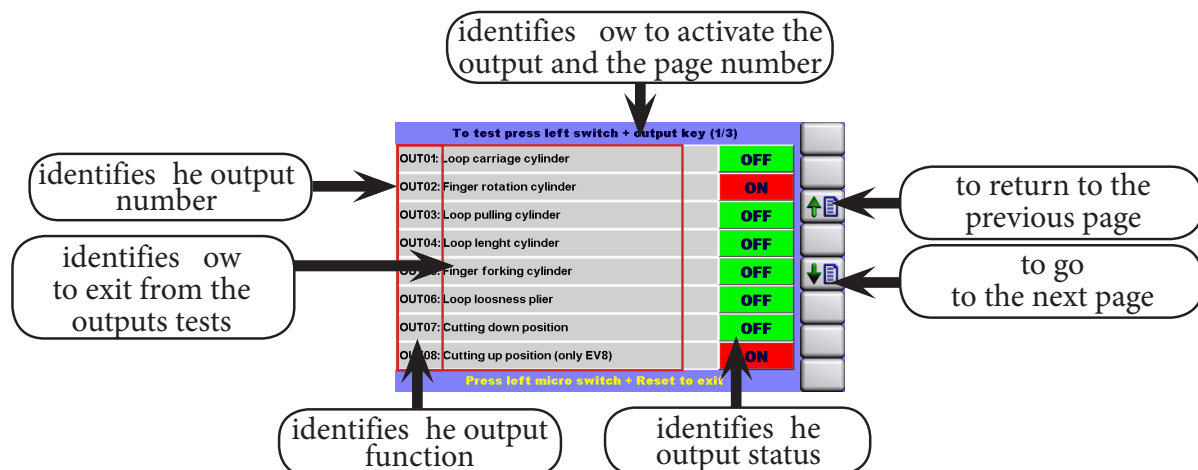 identifies ow to activate the
output and the page number
To test press left switch + output key (1/3)
OUT01: Loop carriage cylinder OFF
OUT02: Finger rotation cylinder ON
OUT03: Loop pulling cylinder OFF
OUT04: Loop lenght cylinder OFF
Finger forking cylinder OFF
OUT06: Loop loosness plier OFF
OUT07: Cutting down position OFF
OUT08: Cutting up position (only EV8) ON
Press left micro switch + Reset to exit
identifies he output
number
identifies ow
to exit from the
outputs tests
to return to the
previous page
to go
to the next page
identifies he output
function
identifies he
output status